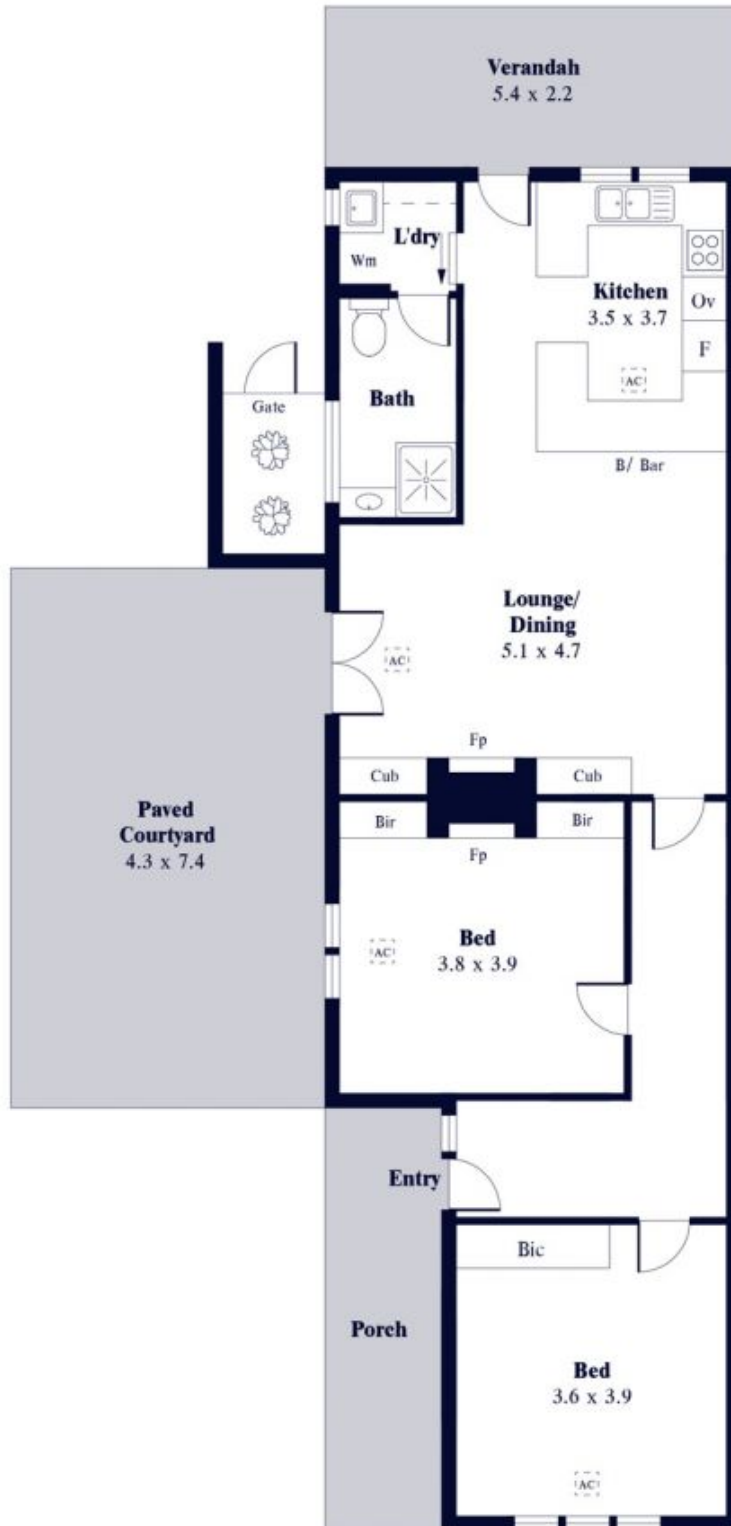 Verandah
5.4 x 2.2
L'dry
Wm
Kitchen
3.5 x 3.7
Ov
F
AC
Gate
Bath
B/ Bar
Lounge/
Dining
5.1 x 4.7
AC
Fp
Cub
Cub
Bir
Bir
Fp
Paved
Courtyard
4.3 x 7.4
Bed
3.8 x 3.9
AC
Entry
Bic
Porch
Bed
3.6 x 3.9
AC